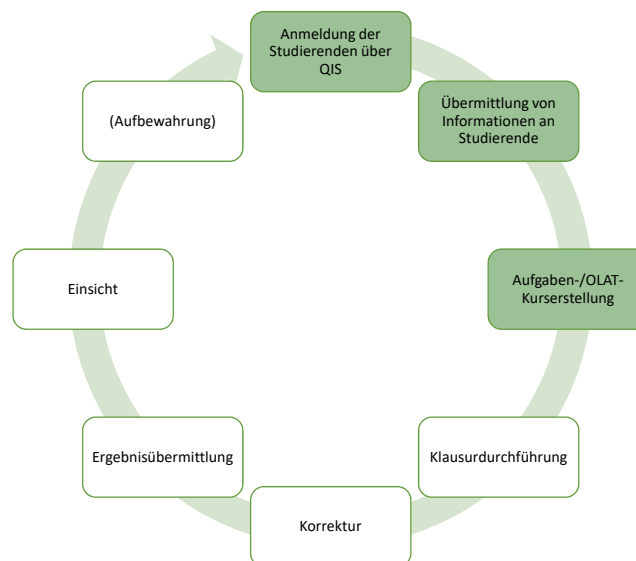 Anmeldung der
Studierenden über
QIS
Übermittlung von
Informationen an
Studierende
Aufgaben-/OLAT-
Kurserstellung
Klausurdurchführung
Korrektur
Ergebnisübermittlung
Einsicht
(Aufbewahrung)